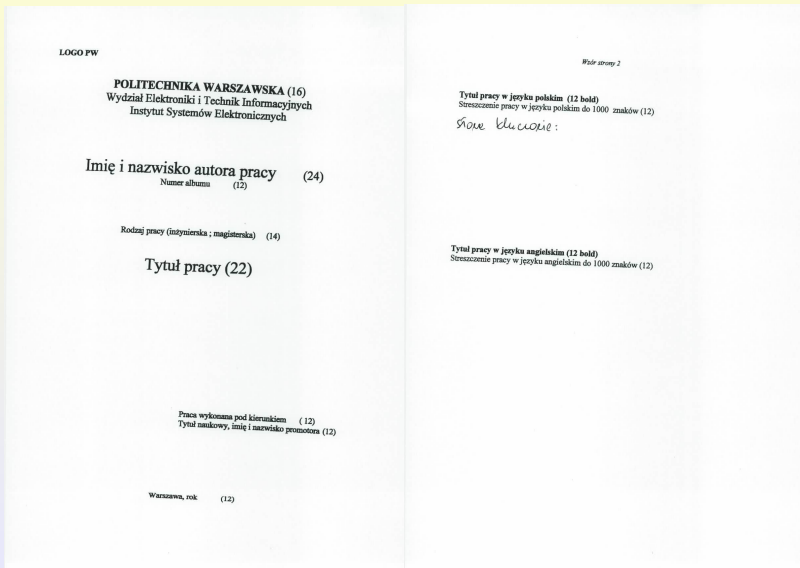 LOGO PW
POLITECHNIKA WARSZAWSKA (16)
Wydział Elektroniki i Technik Informacyjnych
Instytut Systemów Elektronicznych
Imię i nazwisko autora pracy (24)
Numer albumu (12)
Rodzaj pracy (inżynierska ; magisterska) (14)
Tytuł pracy (22)
Praca wykonana pod kierunkiem ( 12)
Tytuł naukowy, imię i nazwisko promotora (12)
Warszawa, rok (12)
Wzór strony 2
Tytuł pracy w języku polskim (12 bold)
Streszczenie pracy w języku polskim do 1000 znaków (12)
słowa kluczowe:
Tytuł pracy w języku angielskim (12 bold)
Streszczenie pracy w języku angielskim do 1000 znaków (12)